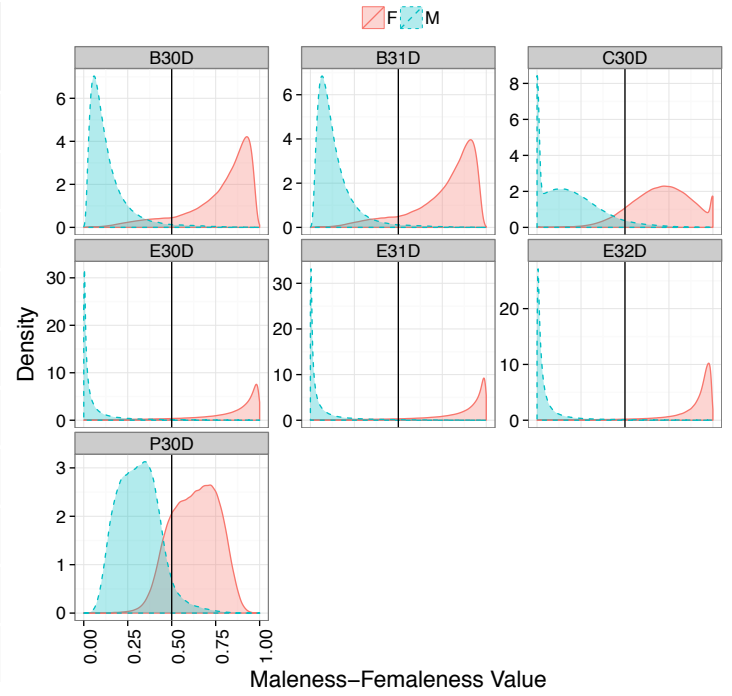 F M
B30D B31D C30D
6 6 8
4 4 6
2 2 4
0 0 2
0
E30D E31D E32D
30 30 20
20 20 10
10 10 0
0 0
P30D
3
2
1
0
0.00 0.25 0.50 0.75 1.00
Density
Maleness–Femaleness Value